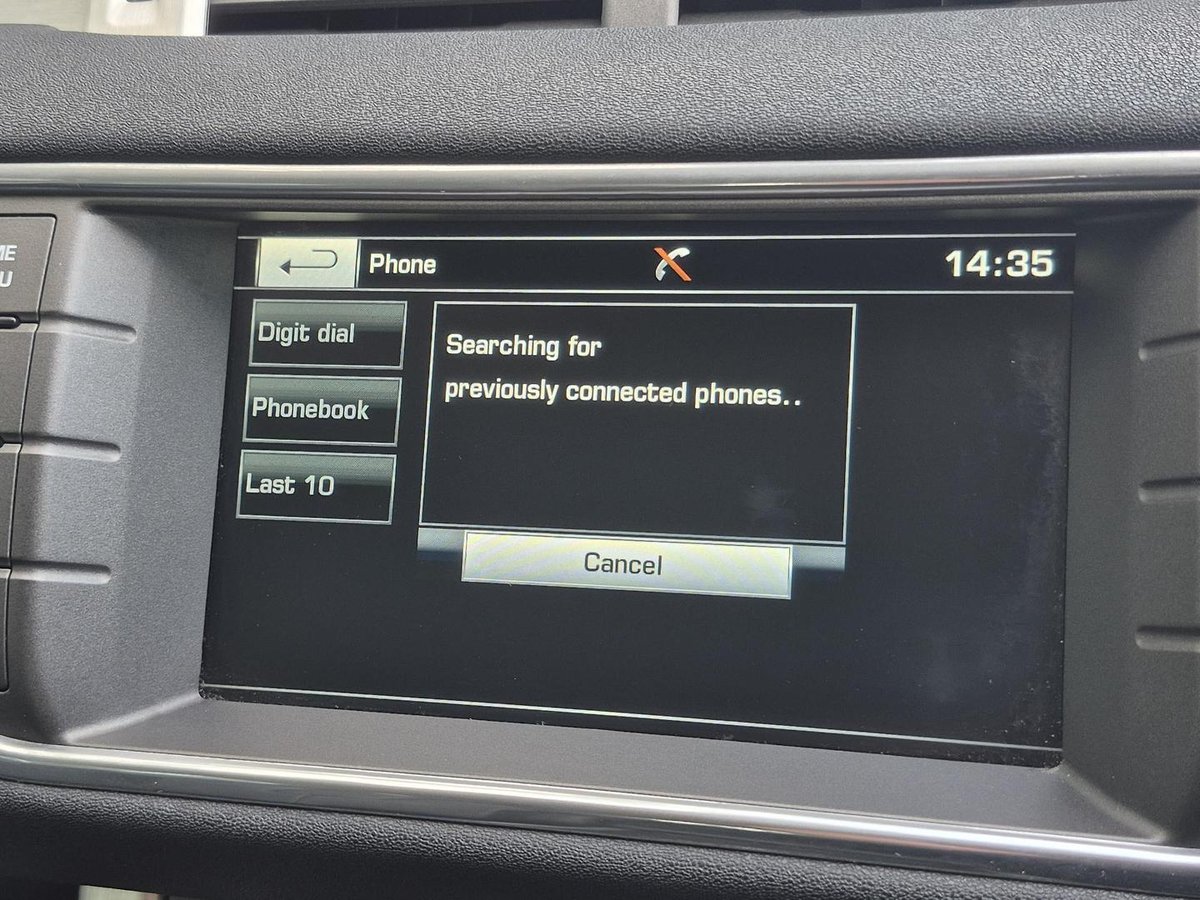 Phone
14:35
Digit dial
Phonebook
Last 10
Searching for
previously connected phones..
Cancel